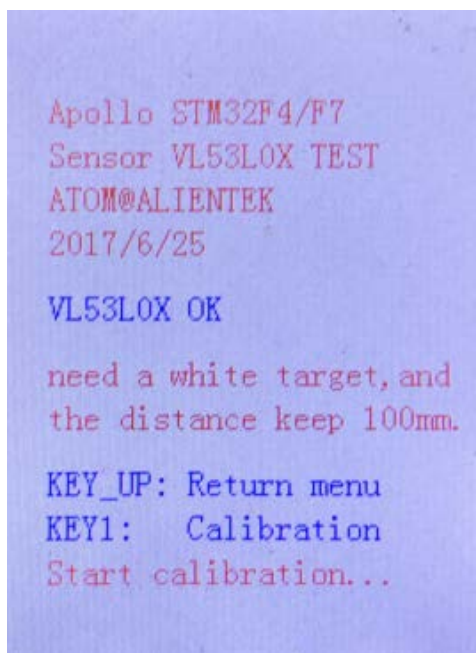 Apollo STM32F4/F7
Sensor VL53L0X TEST
ATOM@ALIENTEK
2017/6/25
VL53L0X OK
need a white target,and
the distance keep 100mm.
KEY_UP: Return menu
KEY1: Calibration
Start calibration...